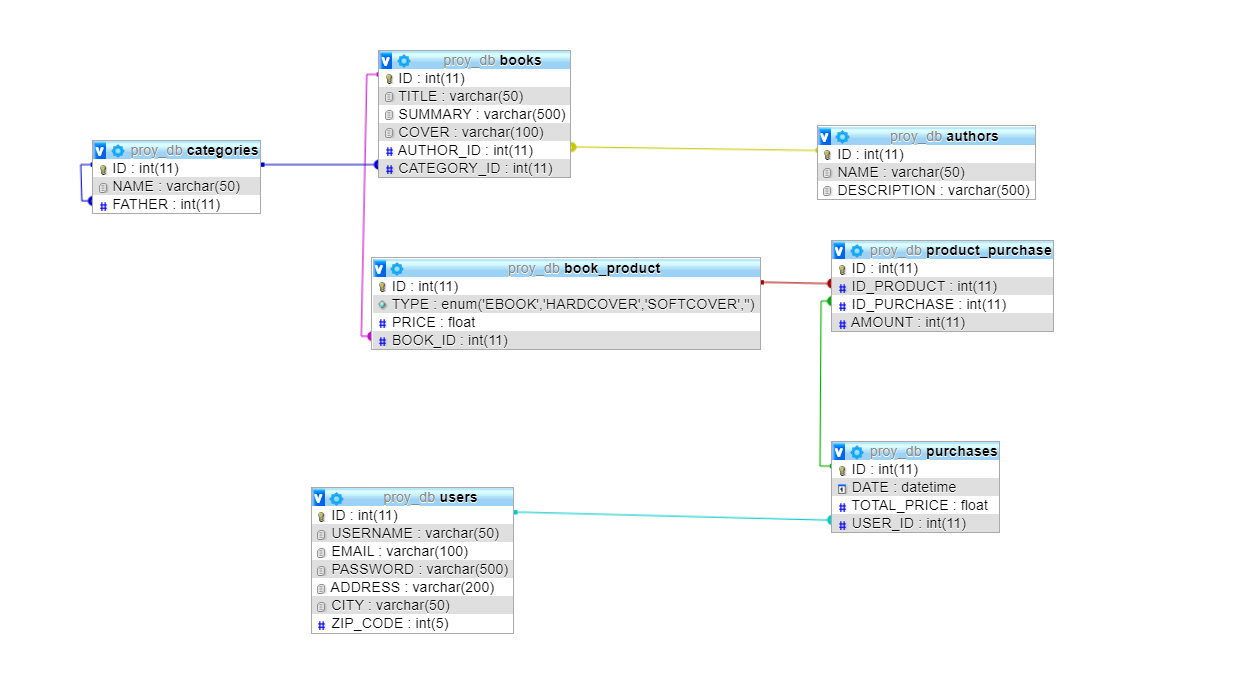 proy_db books
ID : int(11)
TITLE : varchar(50)
SUMMARY : varchar(500)
COVER : varchar(100)
AUTHOR_ID : int(11)
CATEGORY_ID : int(11)
proy_db authors
ID : int(11)
NAME : varchar(50)
DESCRIPTION : varchar(500)
proy_db categories
ID : int(11)
NAME : varchar(50)
FATHER : int(11)
proy_db book_product
ID : int(11)
TYPE : enum('EBOOK','HARDCOVER','SOFTCOVER','')
PRICE : float
BOOK_ID : int(11)
proy_db product_purchase
ID : int(11)
ID_PRODUCT : int(11)
ID_PURCHASE : int(11)
AMOUNT : int(11)
proy_db purchases
ID : int(11)
DATE : datetime
TOTAL_PRICE : float
USER_ID : int(11)
proy_db users
ID : int(11)
USERNAME : varchar(50)
EMAIL : varchar(100)
PASSWORD : varchar(500)
ADDRESS : varchar(200)
CITY : varchar(50)
ZIP_CODE : int(5)